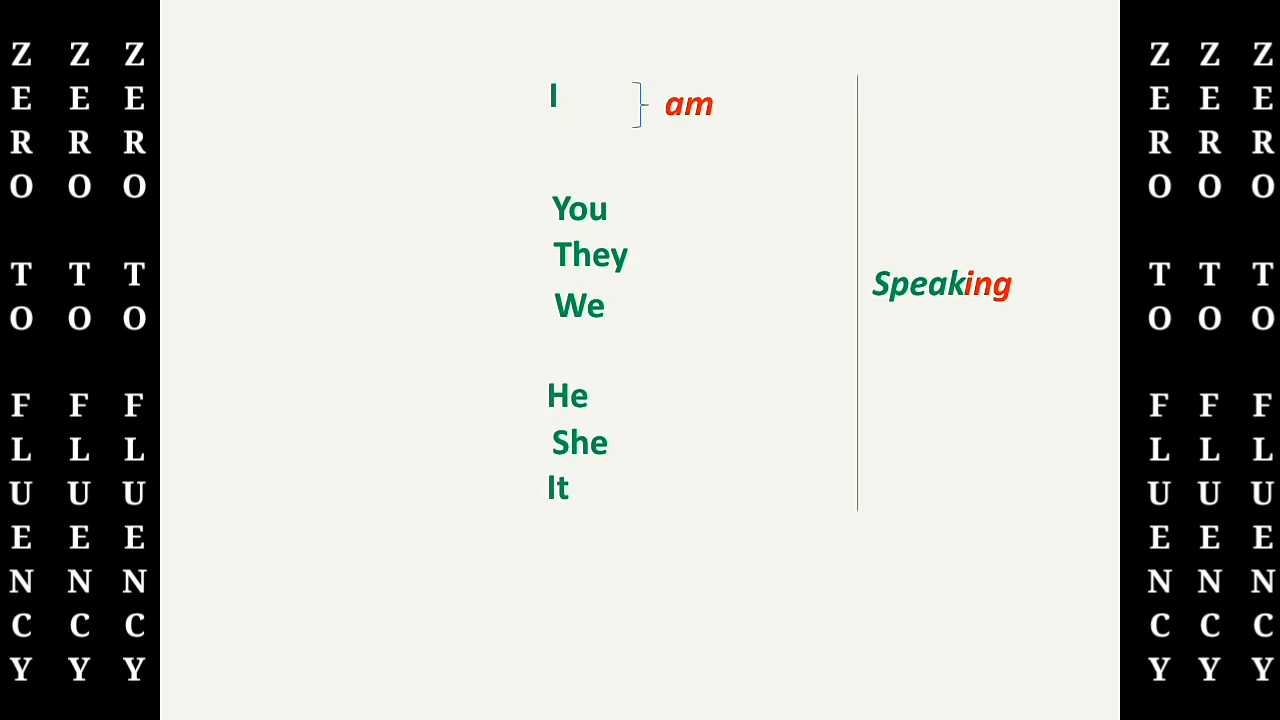 ZERO TO FLUENCY
ZERO TO FLUENCY
ZERO TO FLUENCY
I am
You
They
We
Speaking
He
She
It
ZERO TO FLUENCY
ZERO TO FLUENCY
ZERO TO FLUENCY